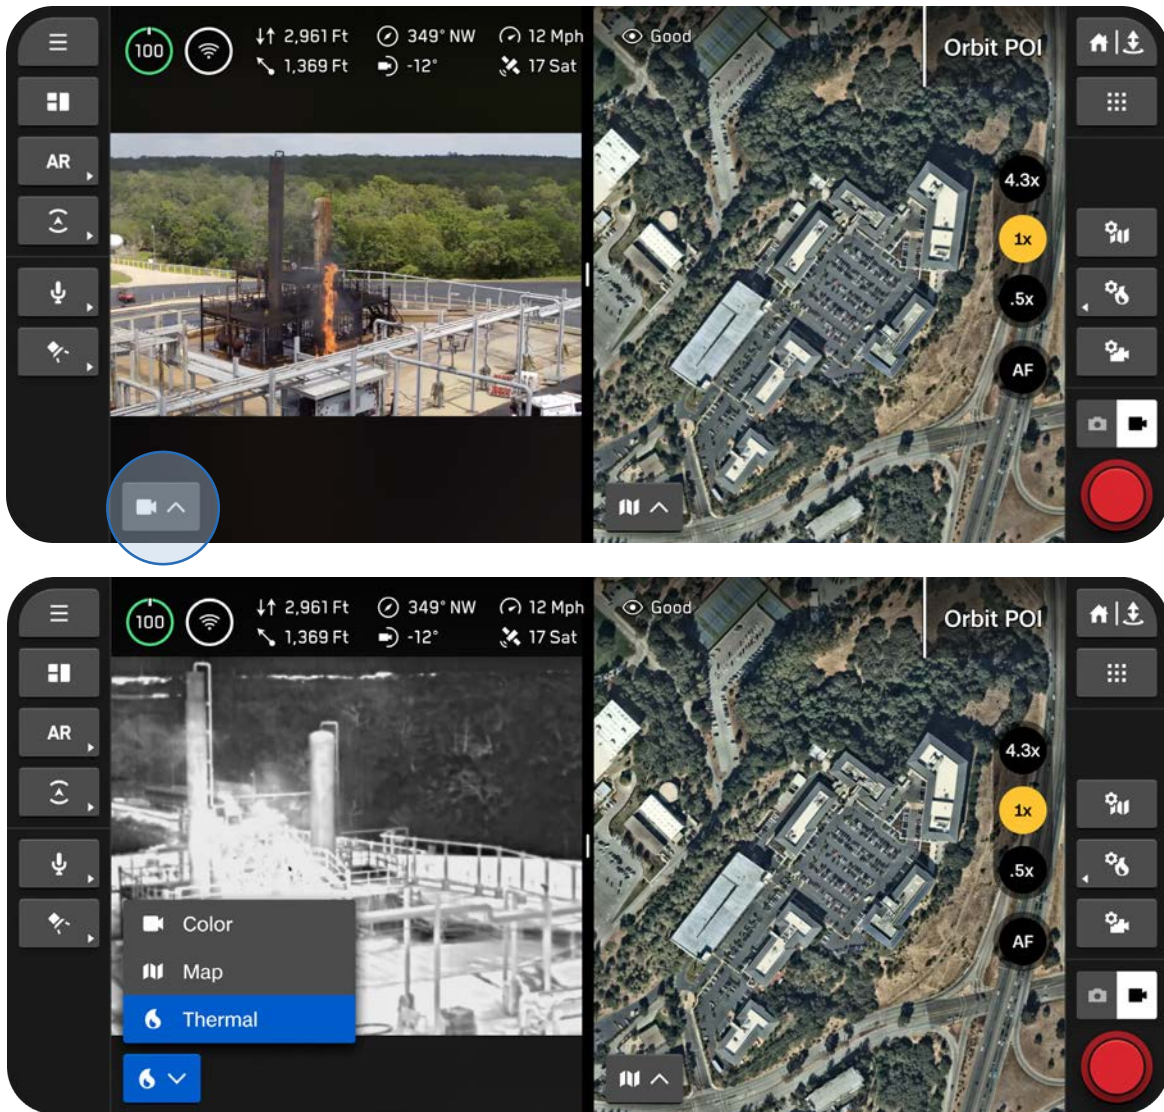 100
2,961 Ft
349° NW
12 Mph
Good
1,369 Ft
-12°
17 Sat
Orbit POI
AR
4.3x
1x
.5x
AF
100
2,961 Ft
349° NW
12 Mph
Good
1,369 Ft
-12°
17 Sat
Orbit POI
AR
4.3x
1x
.5x
AF
Color
Map
Thermal